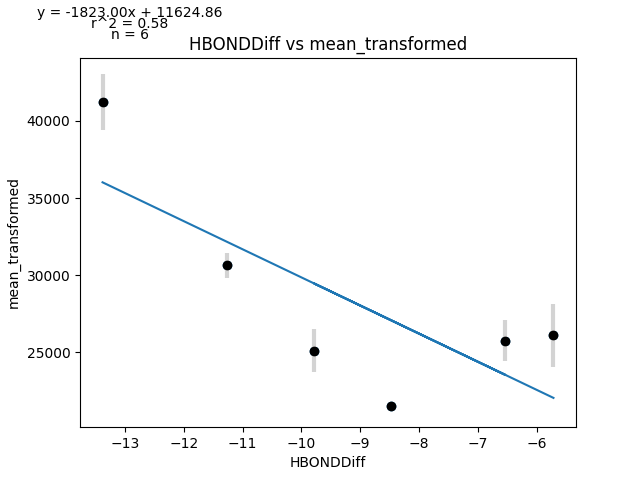 y = -1823.00x + 11624.86
r^2 = 0.58
n = 6
HBONDDiff vs mean_transformed
40000
35000
30000
25000
mean_transformed
−13 −12 −11 −10 −9 −8 −7 −6
HBONDDiff